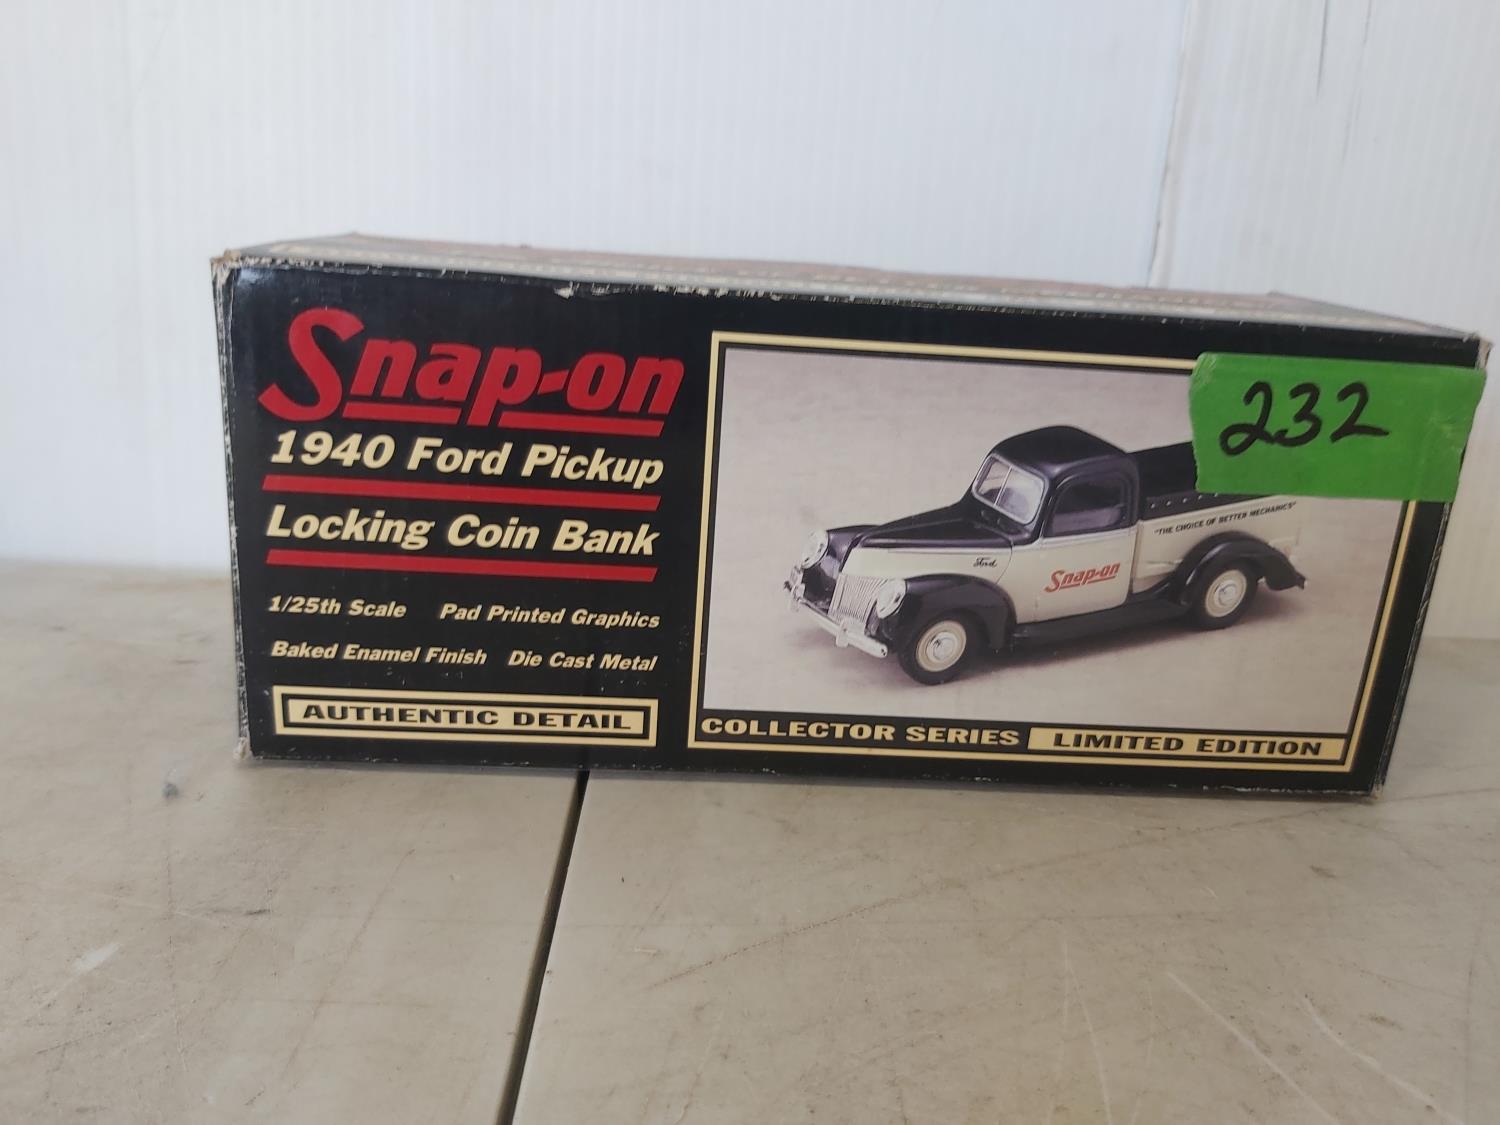 Snap-on
1940 Ford Pickup
Locking Coin Bank
1/25th Scale Pad Printed Graphics
Baked Enamel Finish Die Cast Metal
AUTHENTIC DETAIL
232
"THE CHOICE OF BETTER MECHANICS"
Ford
Snap-on
COLLECTOR SERIES LIMITED EDITION